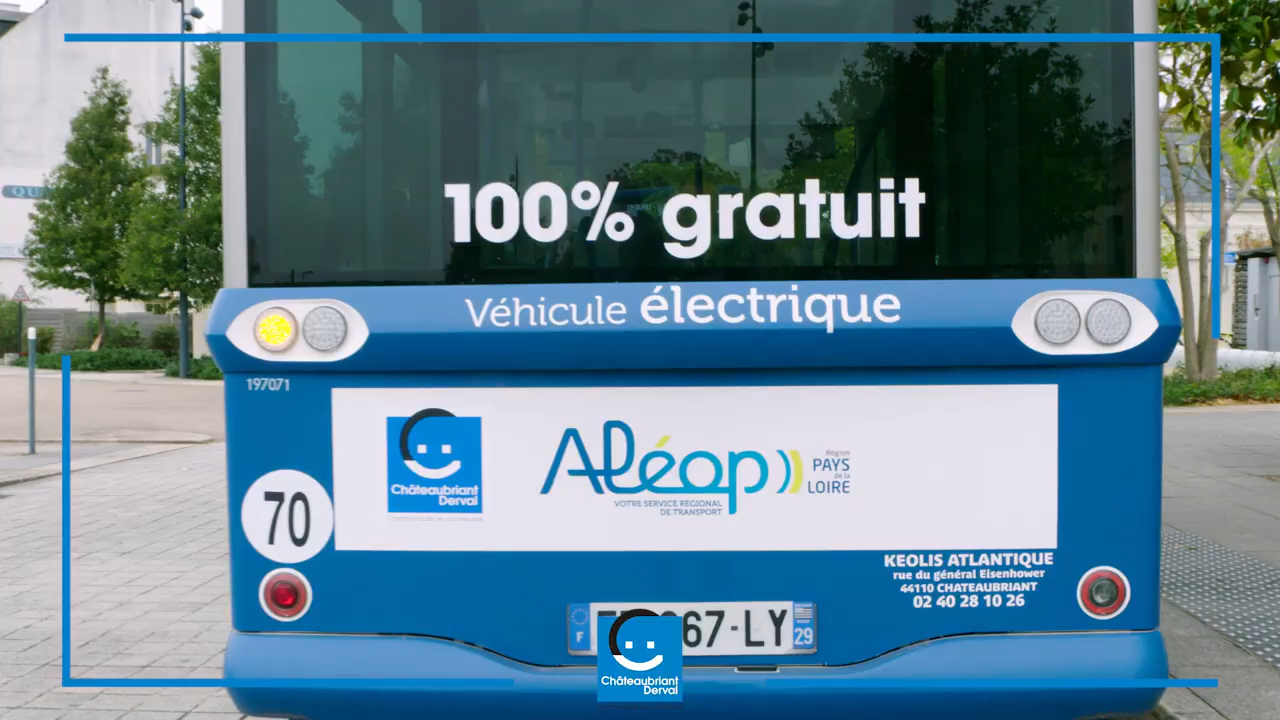 100% gratuit
Véhicule électrique
197071
Châteaubriant
Derval
Aléop
Région
PAYS
de la
LOIRE
VOTRE SERVICE RÉGIONAL
DE TRANSPORT
70
KEOLIS ATLANTIQUE
rue du général Eisenhower
44110 CHATEAUBRIANT
02 40 28 10 26
F
67-LY
29
Châteaubriant
Derval